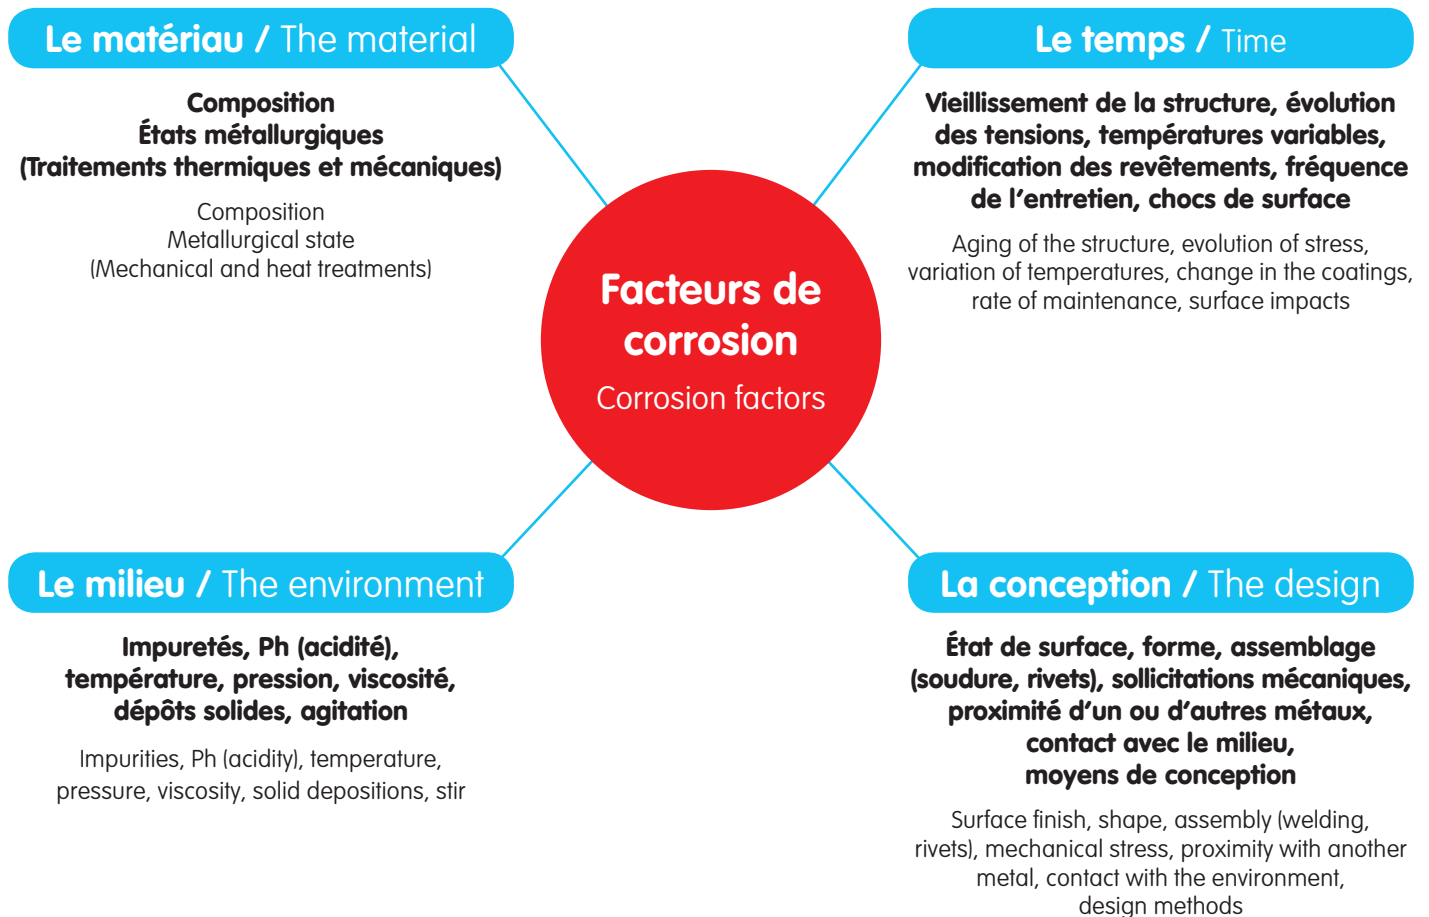 Le matériau / The material
Composition
États métallurgiques
(Traitements thermiques et mécaniques)
Composition
Metallurgical state
(Mechanical and heat treatments)
Le temps / Time
Vieillissement de la structure, évolution
des tensions, températures variables,
modification des revêtements, fréquence
de l'entretien, chocs de surface
Aging of the structure, evolution of stress,
variation of temperatures, change in the coatings,
rate of maintenance, surface impacts
Facteurs de
corrosion
Corrosion factors
Le milieu / The environment
Impuretés, Ph (acidité),
température, pression, viscosité,
dépôts solides, agitation
Impurities, Ph (acidity), temperature,
pressure, viscosity, solid depositions, stir
La conception / The design
État de surface, forme, assemblage
(soudure, rivets), sollicitations mécaniques,
proximité d'un ou d'autres métaux,
contact avec le milieu,
moyens de conception
Surface finish, shape, assembly (welding,
rivets), mechanical stress, proximity with another
metal, contact with the environment,
design methods